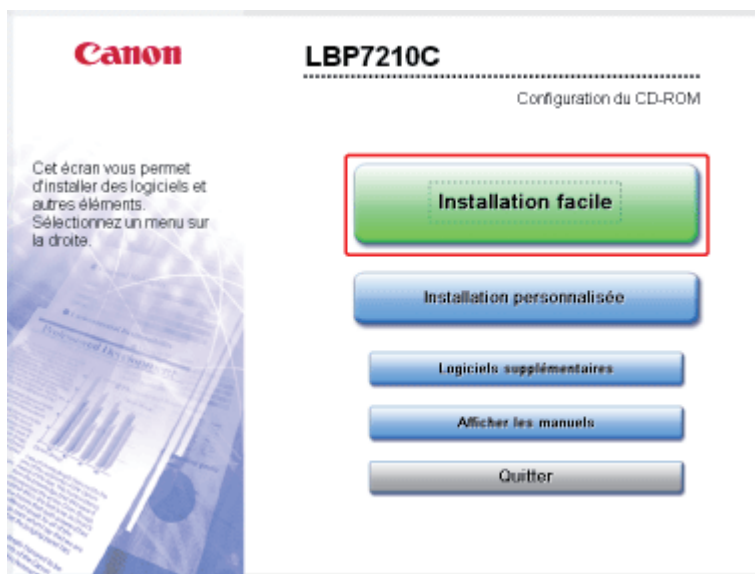 Canon
LBP7210C
Configuration du CD-ROM
Cet écran vous permet
d'installer des logiciels et
autres éléments.
Sélectionnez un menu sur
la droite.
Installation facile
Installation personnalisée
Logiciels supplémentaires
Afficher les manuels
Quitter